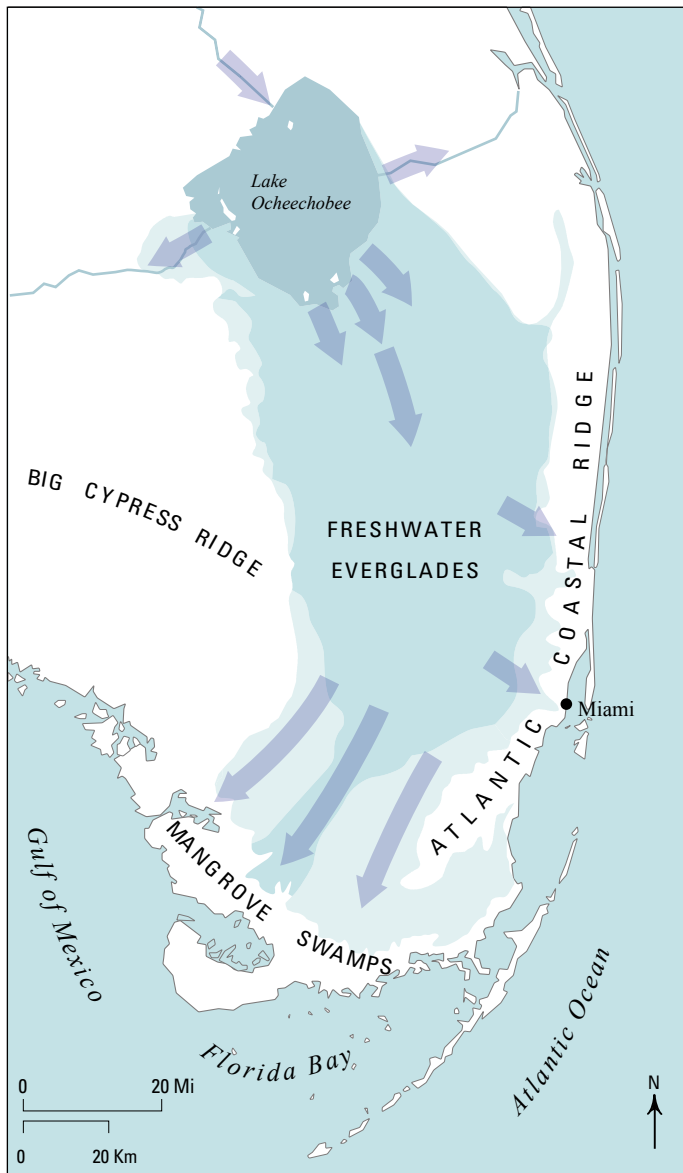 Lake
Ocheechobee
BIG CYPRESS RIDGE
FRESHWATER
EVERGLADES
ATLANTIC COASTAL RIDGE
Miami
MANGROVE SWAMPS
Gulf of Mexico
Florida Bay
Atlantic Ocean
0 20 Mi
0 20 Km
N